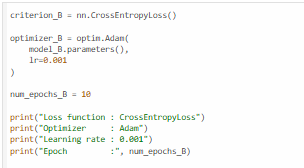 criterion_B = nn.CrossEntropyLoss()
optimizer_B = optim.Adam(
    model_B.parameters(),
    lr=0.001
)
num_epochs_B = 10
print("Loss function : CrossEntropyLoss")
print("Optimizer     : Adam")
print("Learning rate : 0.001")
print("Epoch         :", num_epochs_B)